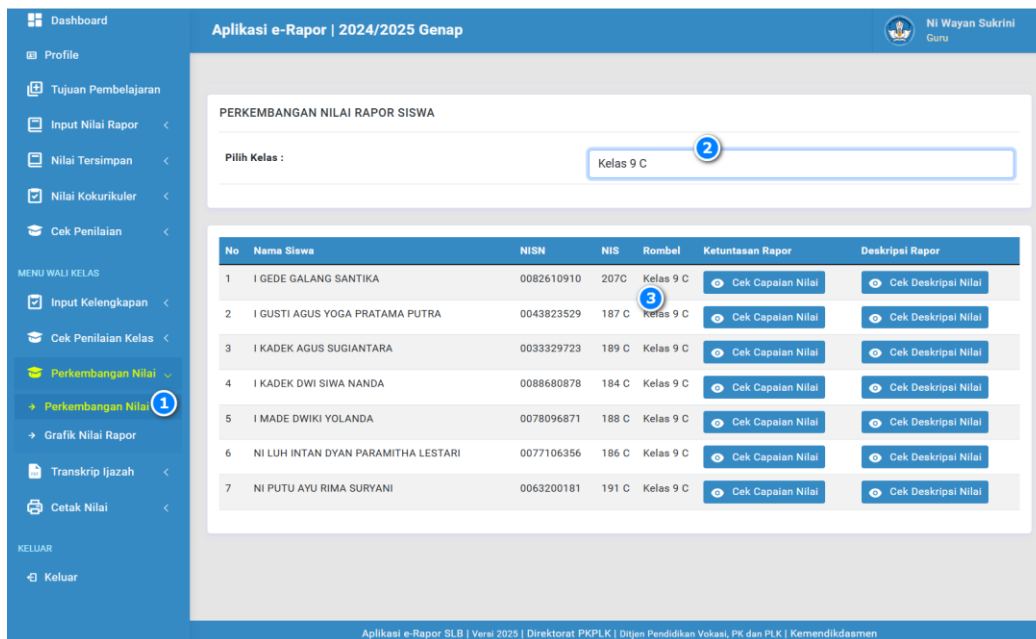 Dashboard
Profile
Tujuan Pembelajaran
Input Nilai Rapor
Nilai Tersimpan
Nilai Kokurikuler
Cek Penilaian
MENU WALI KELAS
Input Kelengkapan
Cek Penilaian Kelas
Perkembangan Nilai
Perkembangan Nilai 1
Grafik Nilai Rapor
Transkrip Ijazah
Cetak Nilai
KELUAR
Keluar
Aplikasi e-Rapor | 2024/2025 Genap
Ni Wayan Sukrini
Guru
PERKEMBANGAN NILAI RAPOR SISWA
2
Pilih Kelas : Kelas 9 C
No Nama Siswa NISN NIS Rombel Ketuntasan Rapor Deskripsi Rapor
1 I GEDE GALANG SANTIKA 0082610910 207C Kelas 9 C Cek Capaian Nilai Cek Deskripsi Nilai
3
2 I GUSTI AGUS YOGA PRATAMA PUTRA 0043823529 187 C Kelas 9 C Cek Capaian Nilai Cek Deskripsi Nilai
3 I KADEK AGUS SUGIANTARA 0033329723 189 C Kelas 9 C Cek Capaian Nilai Cek Deskripsi Nilai
4 I KADEK DWI SIWA NANDA 0088680878 184 C Kelas 9 C Cek Capaian Nilai Cek Deskripsi Nilai
5 I MADE DWIKI YOLANDA 0078096871 188 C Kelas 9 C Cek Capaian Nilai Cek Deskripsi Nilai
6 NI LUH INTAN DYAN PARAMITHA LESTARI 0077106356 186 C Kelas 9 C Cek Capaian Nilai Cek Deskripsi Nilai
7 NI PUTU AYU RIMA SURYANI 0063200181 191 C Kelas 9 C Cek Capaian Nilai Cek Deskripsi Nilai
Aplikasi e-Rapor SLB | Versi 2025 | Direktorat PKPLK | Ditjen Pendidikan Vokasi, PK dan PLK | Kemendikdasmen